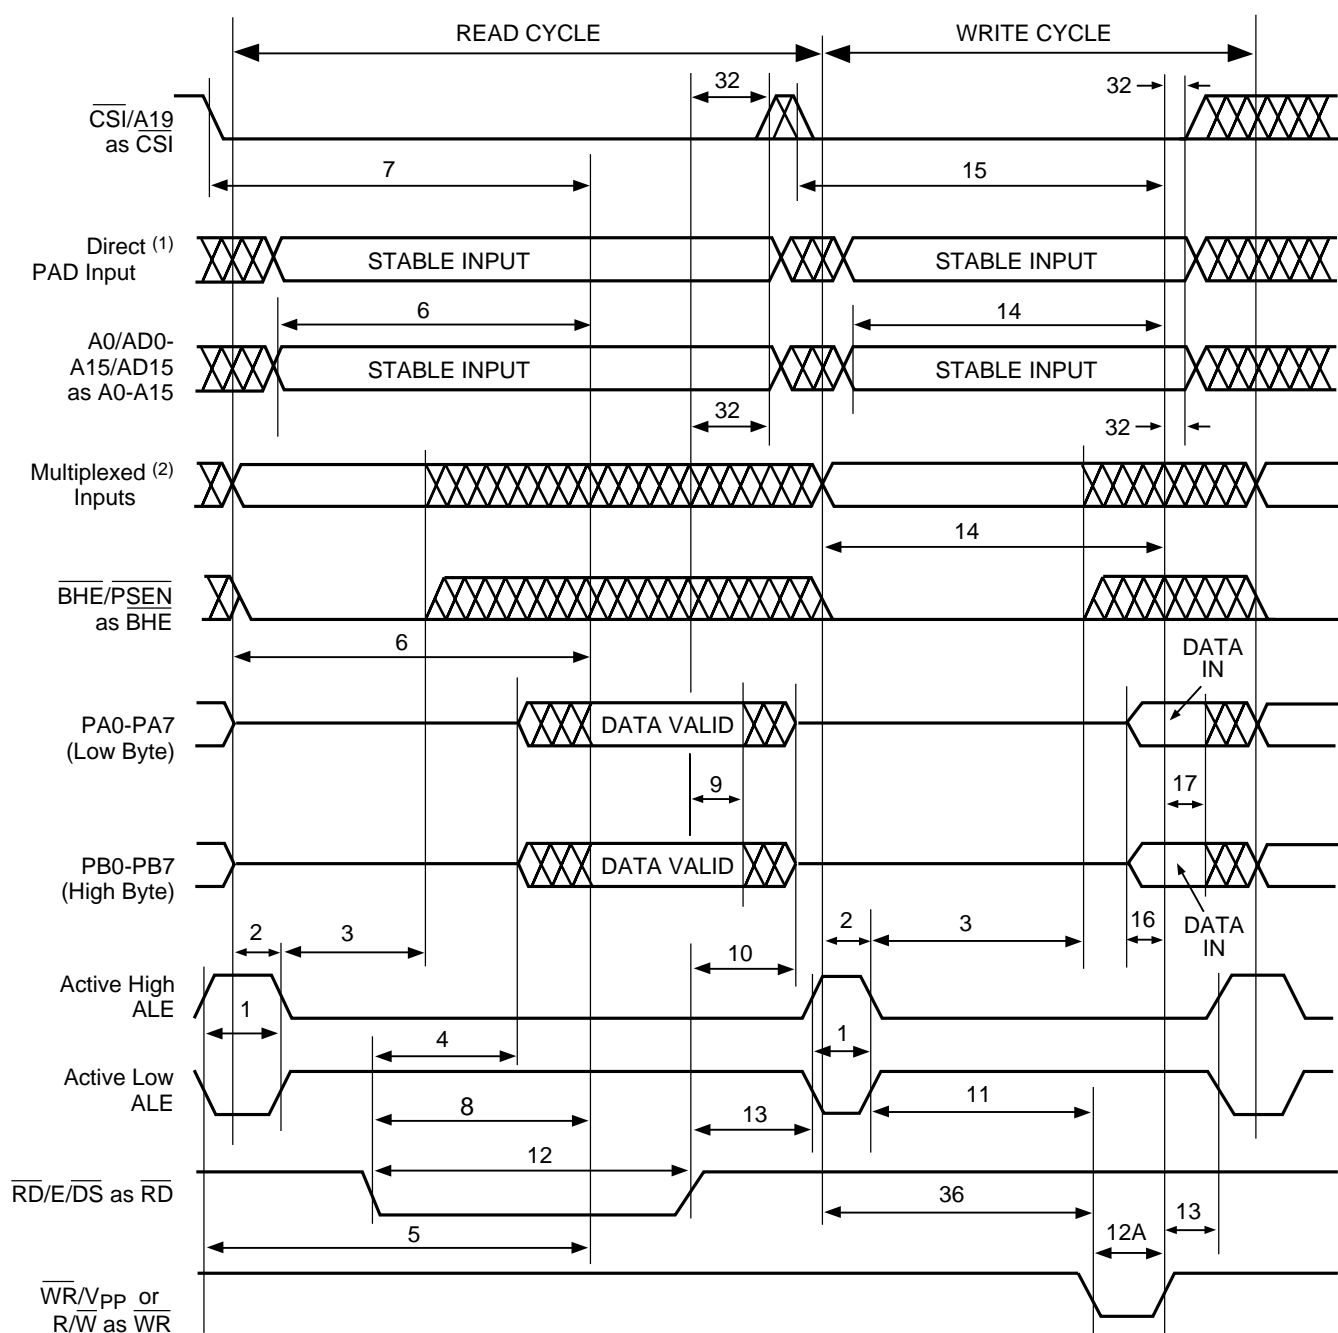 READ CYCLE
WRITE CYCLE
32
32
CSI/A19
as CSI
7
15
Direct (1)
PAD Input
STABLE INPUT
STABLE INPUT
6
14
A0/AD0-
A15/AD15
as A0-A15
STABLE INPUT
STABLE INPUT
32
32
Multiplexed (2)
Inputs
14
BHE/PSEN
as BHE
6
DATA
IN
PA0-PA7
(Low Byte)
DATA VALID
9
17
PB0-PB7
(High Byte)
DATA VALID
2
3
2
3
16
DATA
IN
10
Active High
ALE
1
4
1
Active Low
ALE
8
13
11
12
RD/E/DS as RD
36
13
5
12A
WR/VPP or
R/W as WR